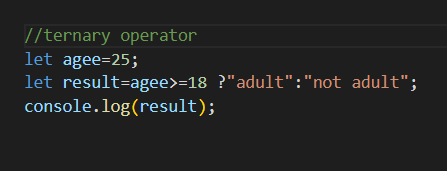 //ternary operator
let agee=25;
let result=agee>=18 ?"adult":"not adult";
console.log(result);